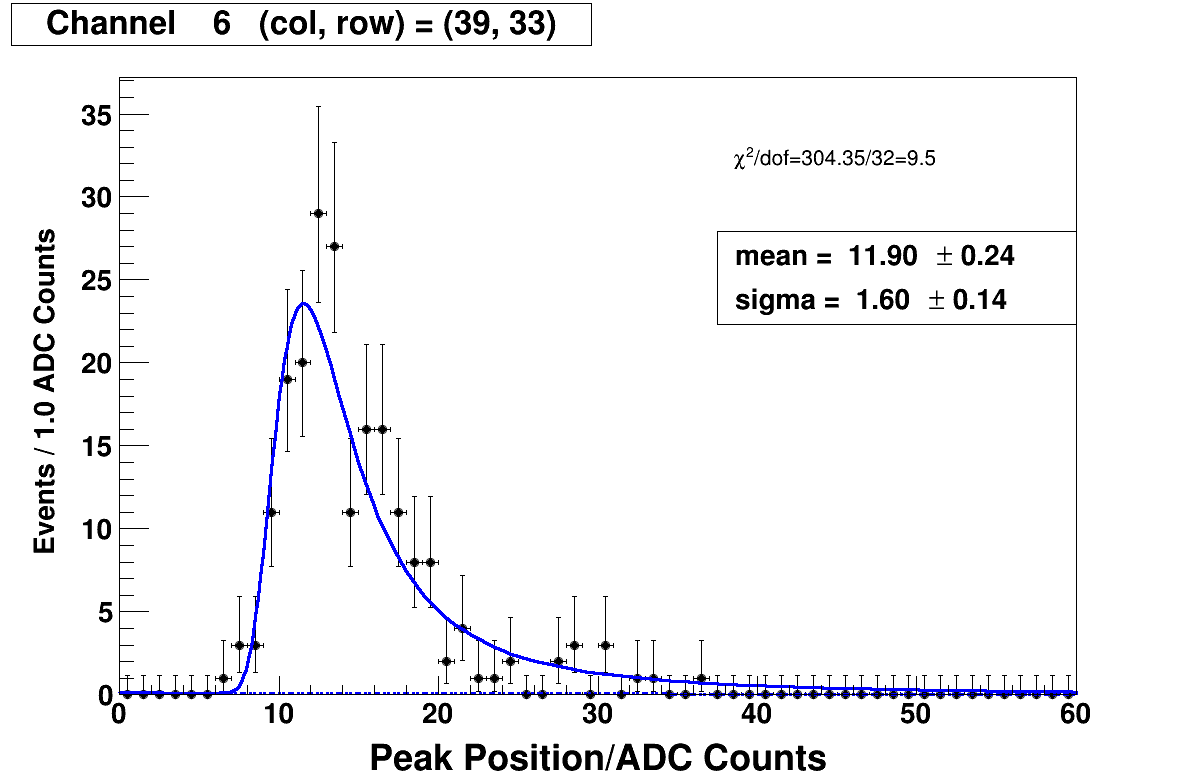 Channel 6 (col, row) = (39, 33)
χ²/dof=304.35/32=9.5
mean = 11.90 ± 0.24
sigma = 1.60 ± 0.14
Events / 1.0 ADC Counts
35
30
25
20
15
10
5
0
0 10 20 30 40 50 60
Peak Position/ADC Counts